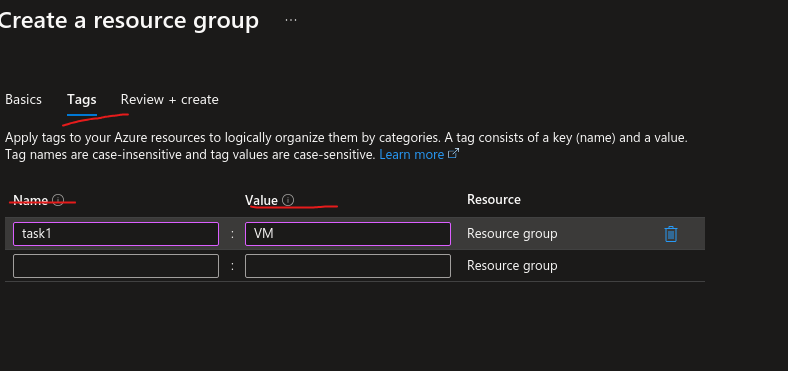 Create a resource group ...
Basics Tags Review + create
Apply tags to your Azure resources to logically organize them by categories. A tag consists of a key (name) and a value.
Tag names are case-insensitive and tag values are case-sensitive. Learn more
Name Value Resource
task1 : VM Resource group
: Resource group